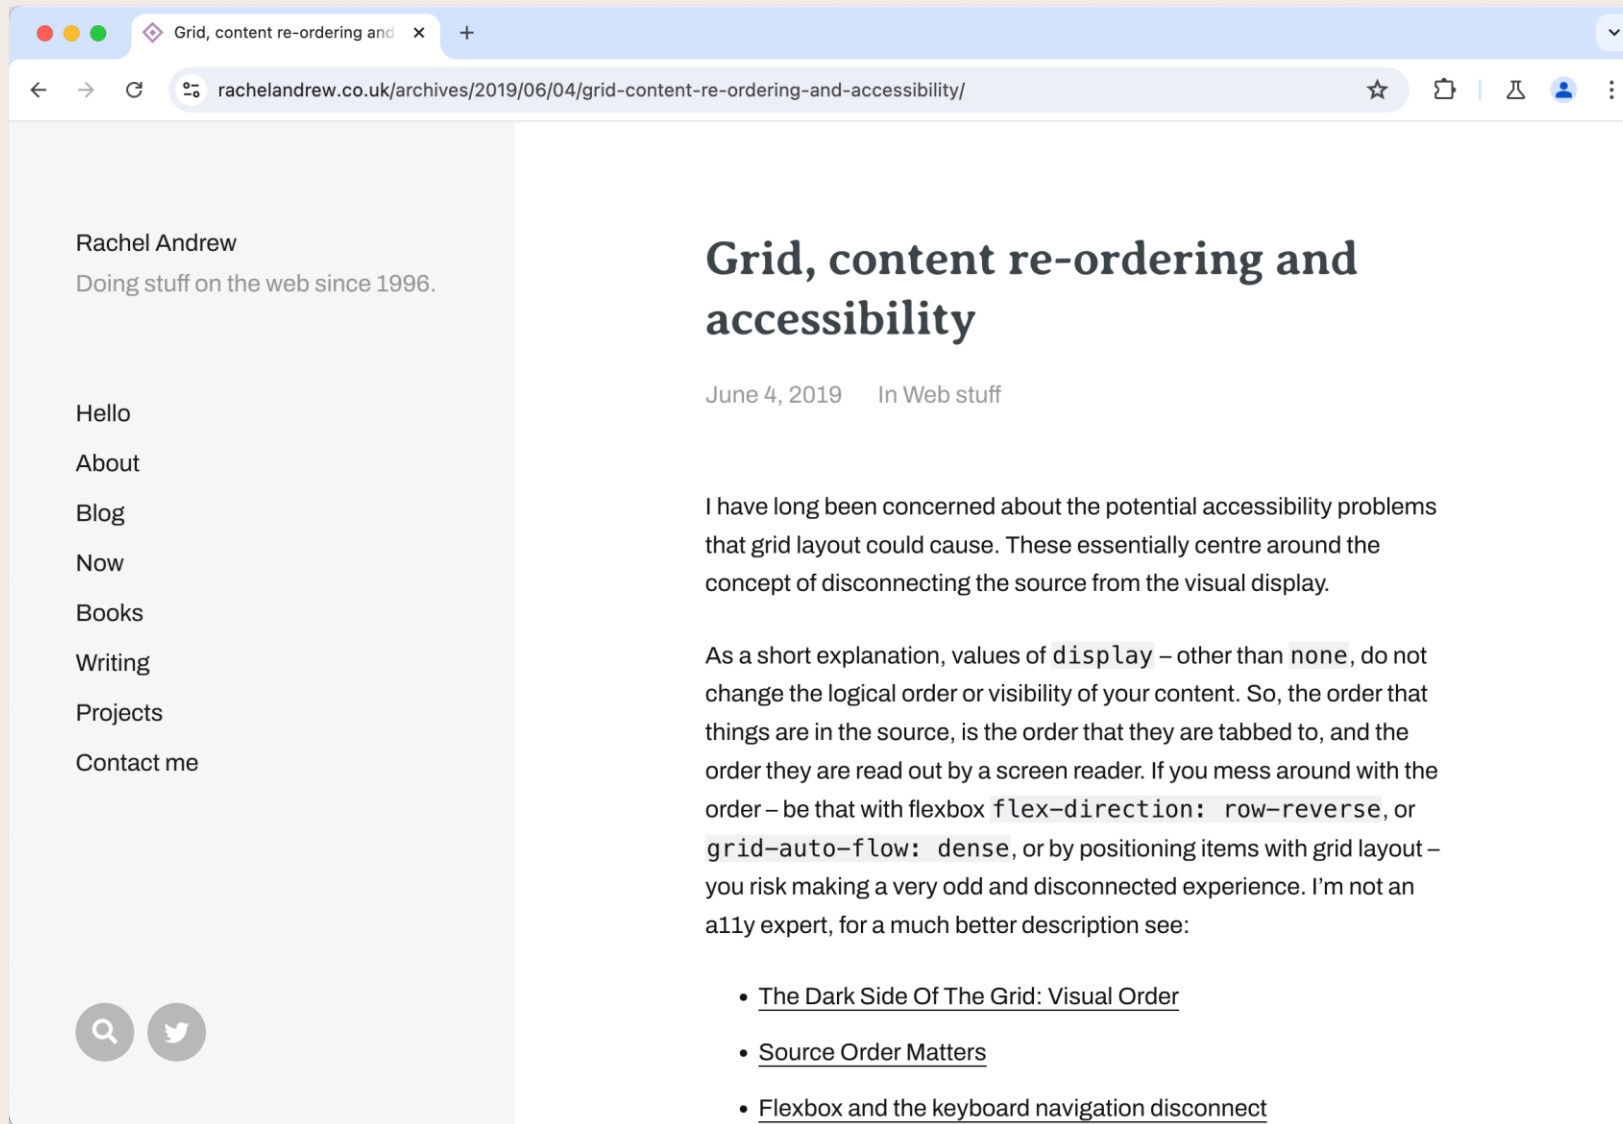 Grid, content re-ordering and
rachelandrew.co.uk/archives/2019/06/04/grid-content-re-ordering-and-accessibility/
Rachel Andrew
Doing stuff on the web since 1996.
Hello
About
Blog
Now
Books
Writing
Projects
Contact me
Grid, content re-ordering and
accessibility
June 4, 2019 In Web stuff
I have long been concerned about the potential accessibility problems
that grid layout could cause. These essentially centre around the
concept of disconnecting the source from the visual display.
As a short explanation, values of display – other than none, do not
change the logical order or visibility of your content. So, the order that
things are in the source, is the order that they are tabbed to, and the
order they are read out by a screen reader. If you mess around with the
order – be that with flexbox flex-direction: row-reverse, or
grid-auto-flow: dense, or by positioning items with grid layout –
you risk making a very odd and disconnected experience. I’m not an
a11y expert, for a much better description see:
• The Dark Side Of The Grid: Visual Order
• Source Order Matters
• Flexbox and the keyboard navigation disconnect